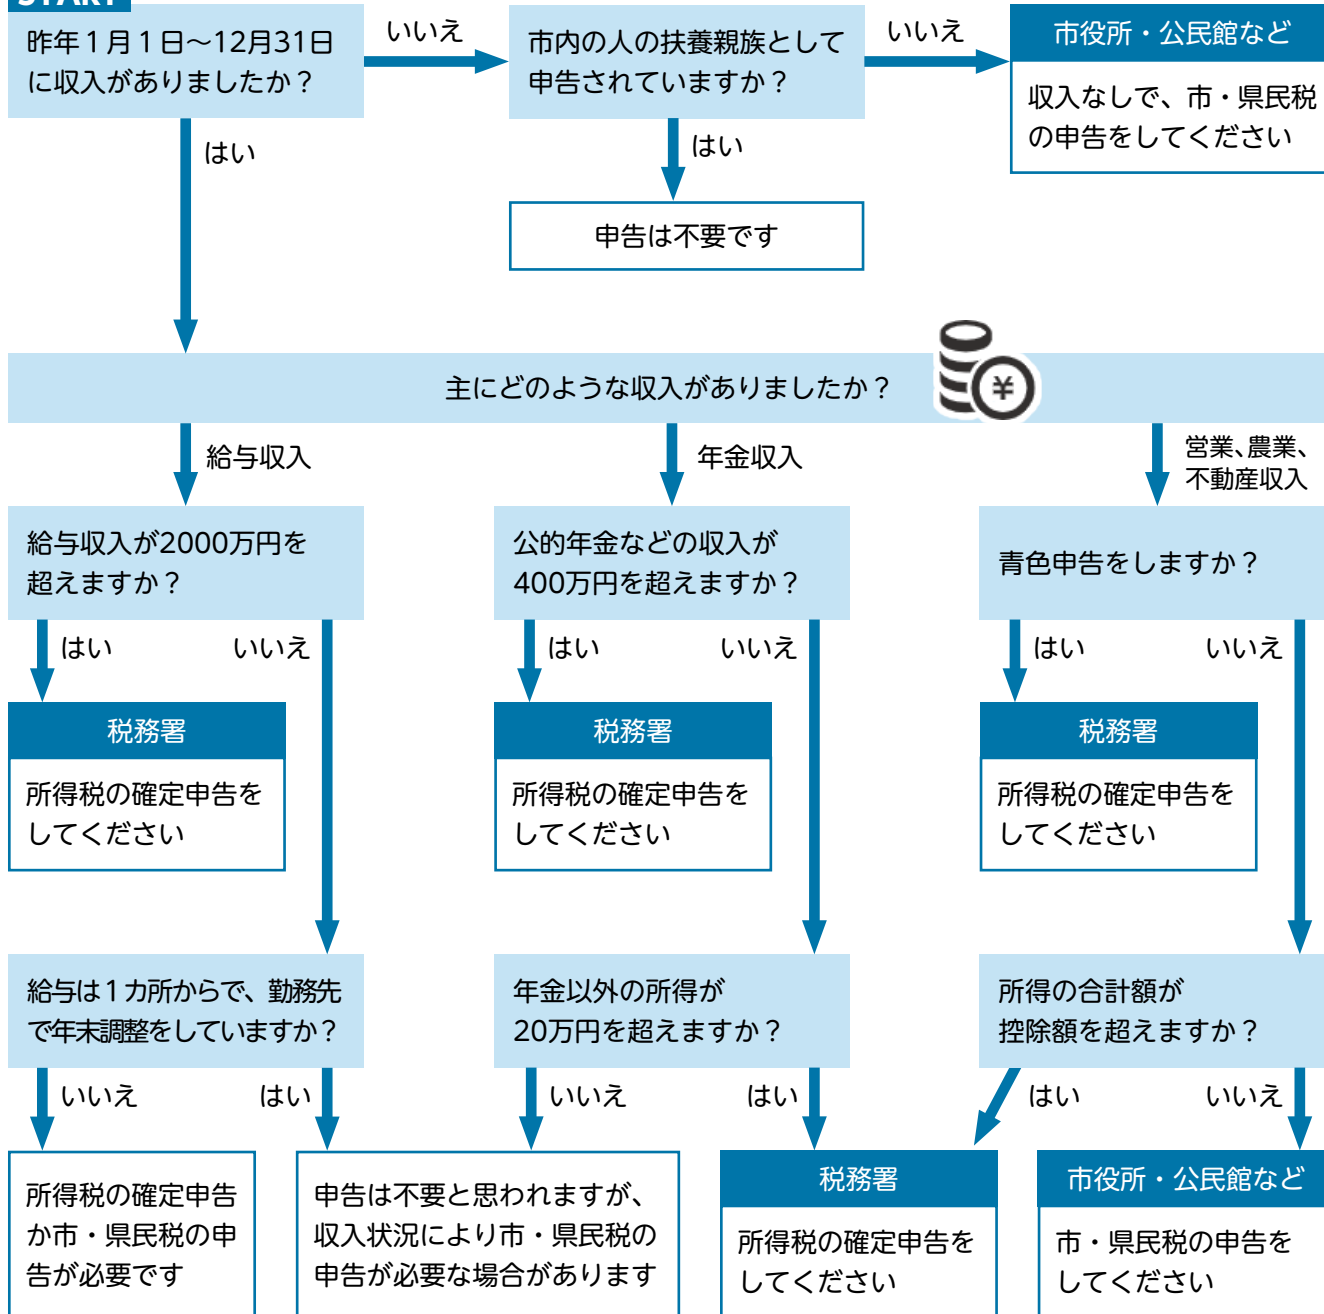 START
昨年１月１日～12月31日
に収入がありましたか？
いいえ
市内の人の扶養親族として
申告されていますか？
いいえ
市役所・公民館など
収入なしで、市・県民税
の申告をしてください
はい
はい
申告は不要です
主にどのような収入がありましたか？
¥
給与収入
年金収入
営業、農業、
不動産収入
給与収入が2000万円を
超えますか？
公的年金などの収入が
400万円を超えますか？
青色申告をしますか？
はい
いいえ
はい
いいえ
はい
いいえ
税務署
所得税の確定申告を
してください
税務署
所得税の確定申告を
してください
税務署
所得税の確定申告を
してください
給与は１カ所からで、勤務先
で年末調整をしていますか？
年金以外の所得が
20万円を超えますか？
所得の合計額が
控除額を超えますか？
いいえ
はい
いいえ
はい
はい
いいえ
所得税の確定申告
か市・県民税の申
告が必要です
申告は不要と思われますが、
収入状況により市・県民税の
申告が必要な場合があります
税務署
所得税の確定申告を
してください
市役所・公民館など
市・県民税の申告を
してください